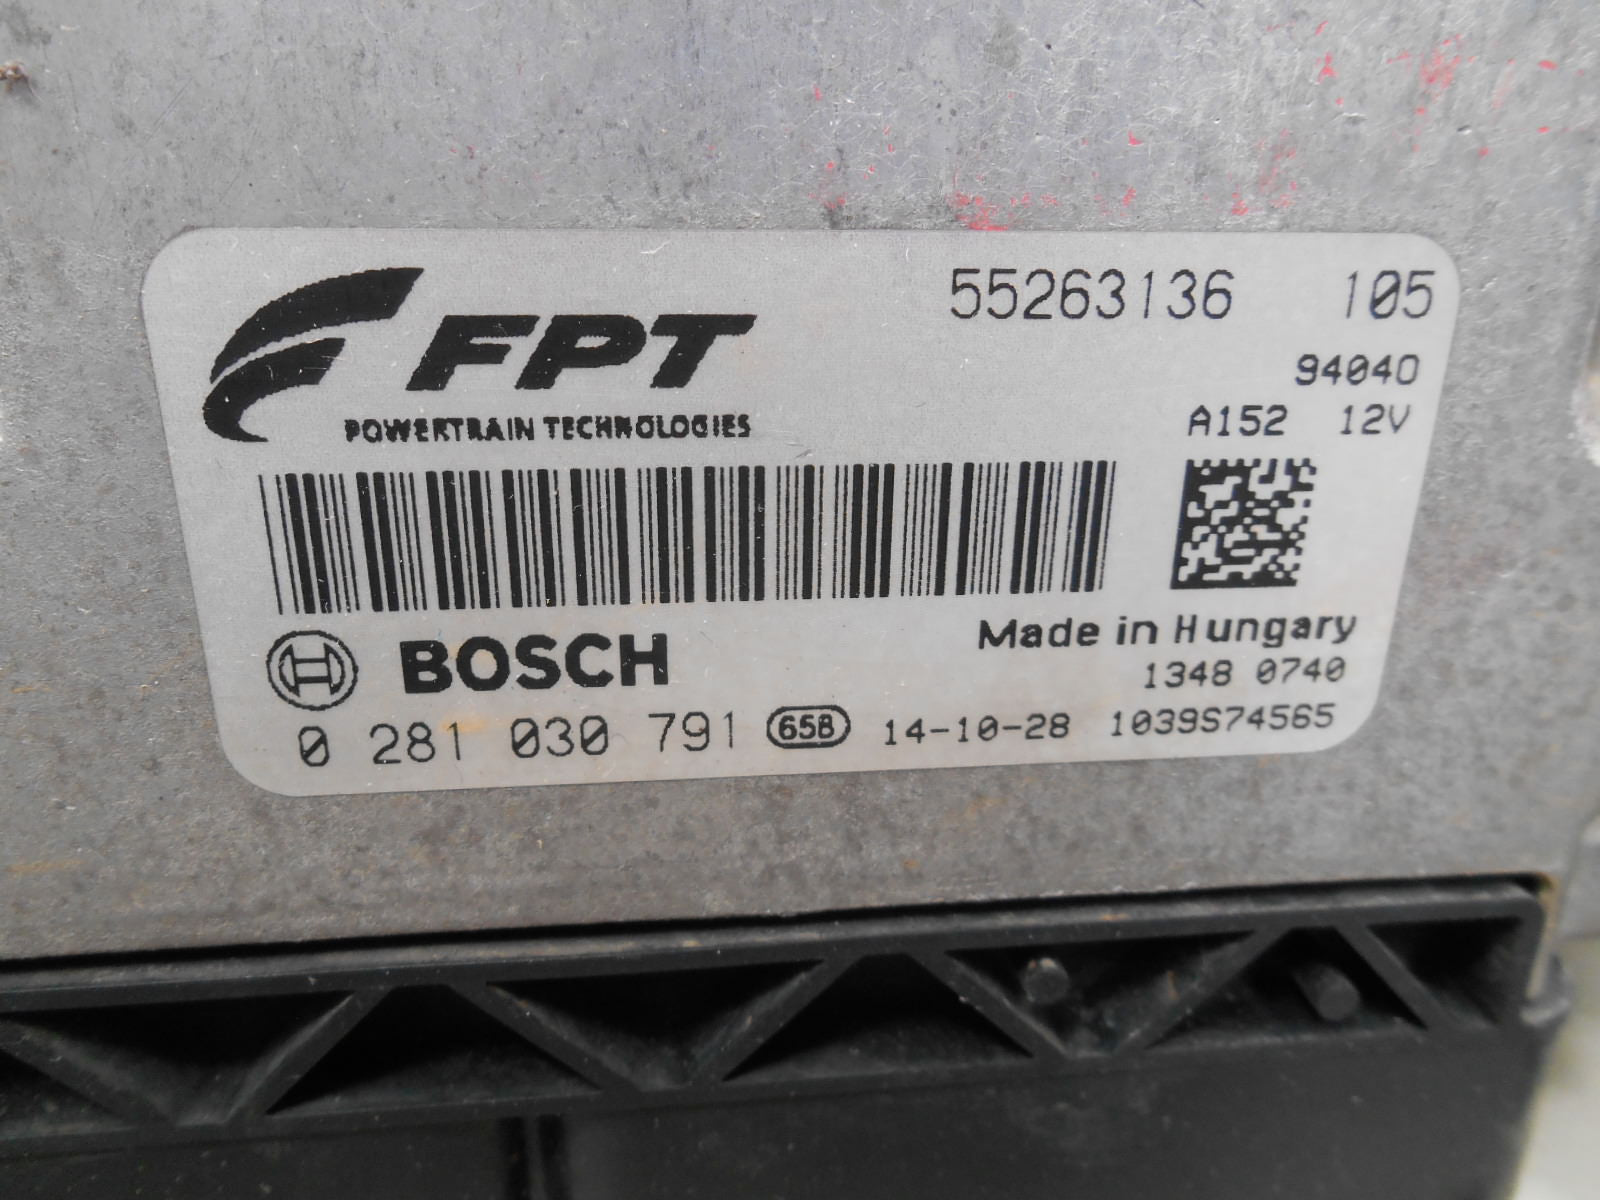 FPT
POWERTRAIN TECHNOLOGIES
55263136 105
94040
A152 12V
BOSCH
Made in Hungary
1348 0740
0 281 030 791 65B 14-10-28 1039S74565